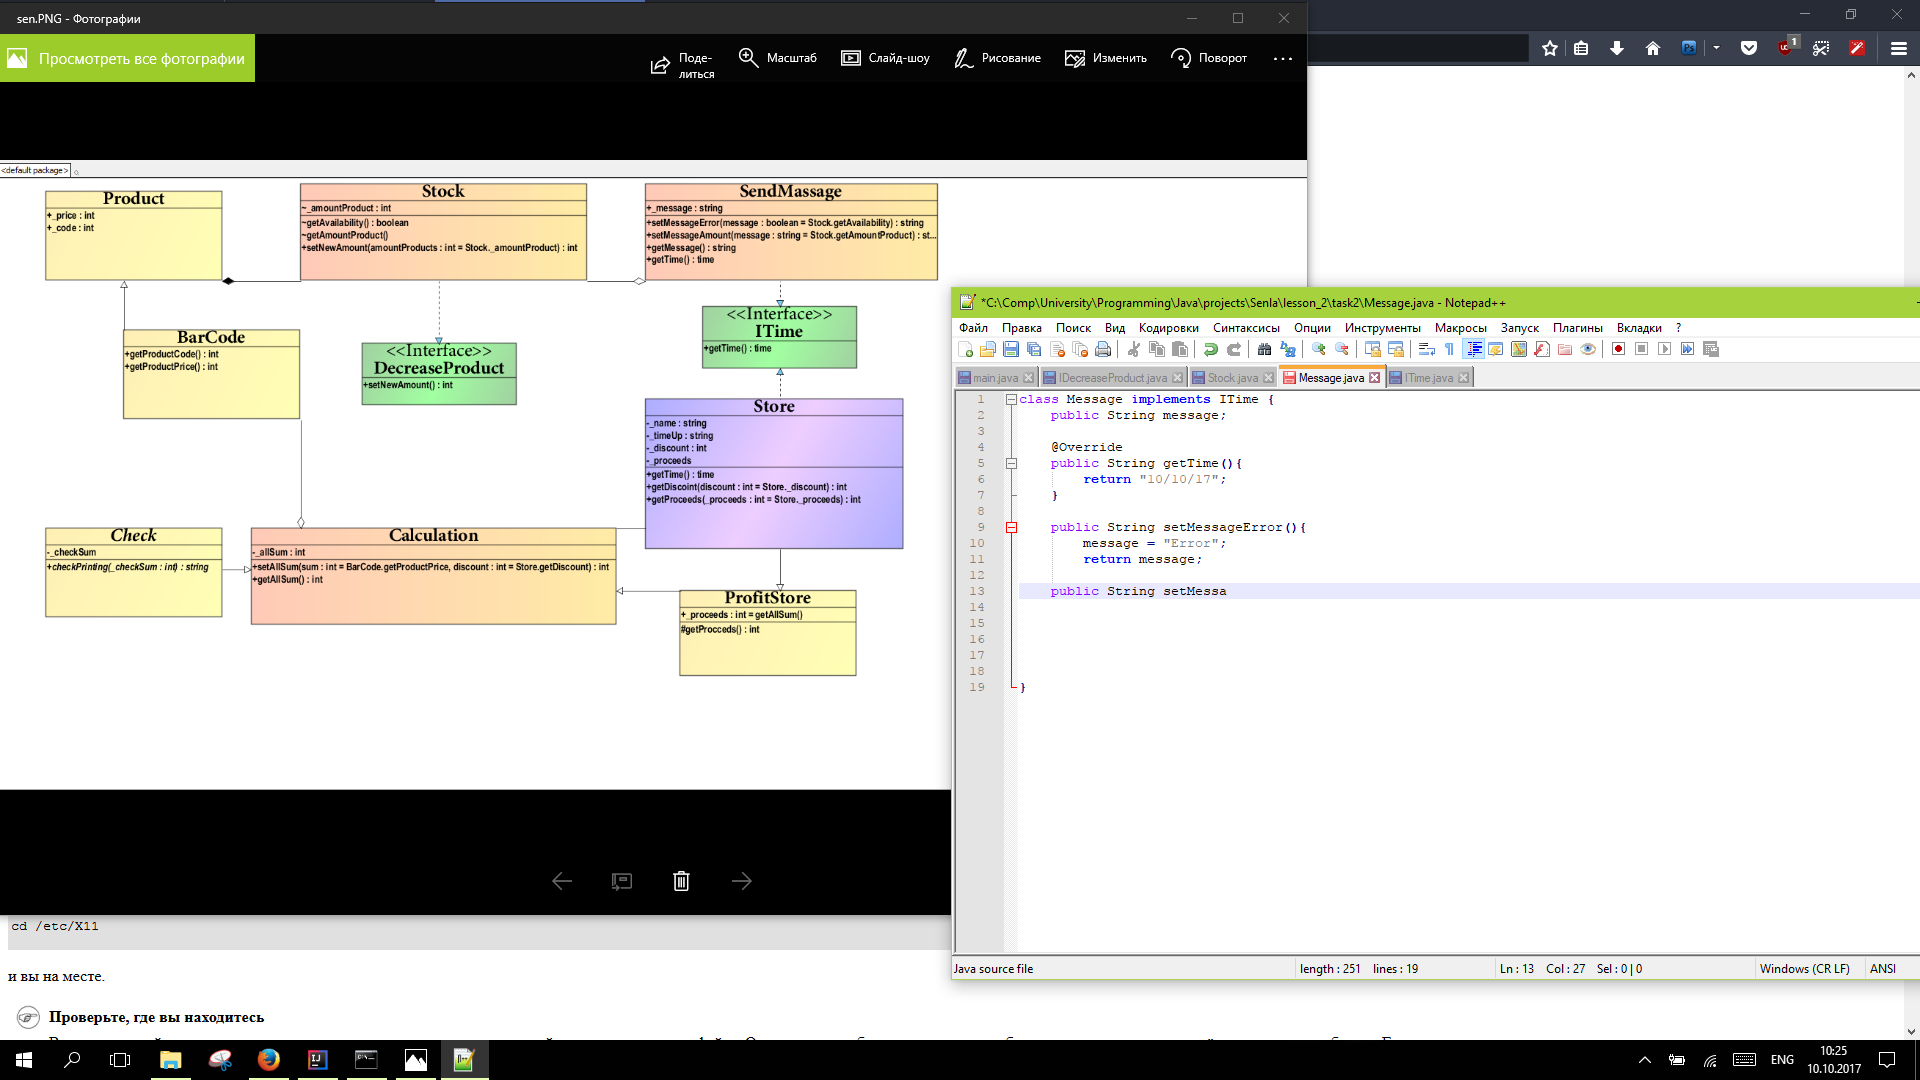 sen.PNG - Фотографии
Просмотреть все фотографии
Поде-
литься
Масштаб
Слайд-шоу
Рисование
Изменить
Поворот
1
<default package>
Product
+_price : int
+_code : int
Stock
~_amountProduct : int
~getAvailability() : boolean
~getAmountProduct()
+setNewAmount(amountProducts : int = Stock._amountProduct) : int
SendMassage
+_message : string
+setMessageError(message : boolean = Stock.getAvailability) : string
+setMessageAmount(message : string = Stock.getAmountProduct) : st...
+getMessage() : string
+getTime() : time
BarCode
+getProductCode() : int
+getProductPrice() : int
<<Interface>>
DecreaseProduct
+setNewAmount() : int
<<Interface>>
ITime
+getTime() : time
Store
-_name : string
-_timeUp : string
-_discount : int
-_proceeds
+getTime() : time
+getDiscoint(discount : int = Store._discount) : int
+getProceeds(_proceeds : int = Store._proceeds) : int
Check
-_checkSum
+checkPrinting(_checkSum : int) : string
Calculation
-_allSum : int
+setAllSum(sum : int = BarCode.getProductPrice, discount : int = Store.getDiscount) : int
+getAllSum() : int
ProfitStore
+_proceeds : int = getAllSum()
#getProcceds() : int
*C:\Comp\University\Programming\Java\projects\Senla\lesson_2\task2\Message.java - Notepad++
Файл Правка Поиск Вид Кодировки Синтаксисы Опции Инструменты Макросы Запуск Плагины Вкладки ?
main.java IDecreaseProduct.java Stock.java Message.java ITime.java
1 class Message implements ITime {
2 public String message;
3
4 @Override
5 public String getTime(){
6 return "10/10/17";
7 }
8
9 public String setMessageError(){
10 message = "Error";
11 return message;
12
13 public String setMessa
14
15
16
17
18
19 }
Java source file length : 251 lines : 19 Ln : 13 Col : 27 Sel : 0 | 0 Windows (CR LF) ANSI
cd /etc/X11
и вы на месте.
Проверьте, где вы находитесь
ENG
10:25
10.10.2017